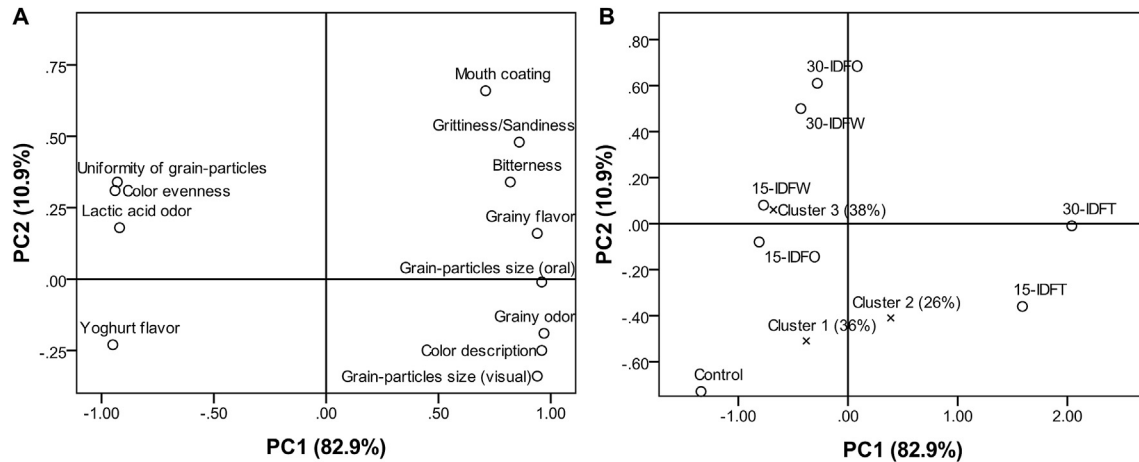 A
PC2 (10.9%)
.75
.50
.25
.00
-.25
Mouth coating
Grittiness/Sandiness
Bitterness
Uniformity of grain-particles
Color evenness
Lactic acid odor
Grainy flavor
Grain-particles size (oral)
Grainy odor
Yoghurt flavor
Color description
Grain-particles size (visual)
-1.00 -.50 .00 .50 1.00
PC1 (82.9%)
B
PC2 (10.9%)
.80
.60
.40
.20
.00
-.20
-.40
-.60
30-IDFO
30-IDFW
15-IDFW
Cluster 3 (38%)
30-IDFT
15-IDFO
15-IDFT
Cluster 2 (26%)
Cluster 1 (36%)
Control
-1.00 .00 1.00 2.00
PC1 (82.9%)